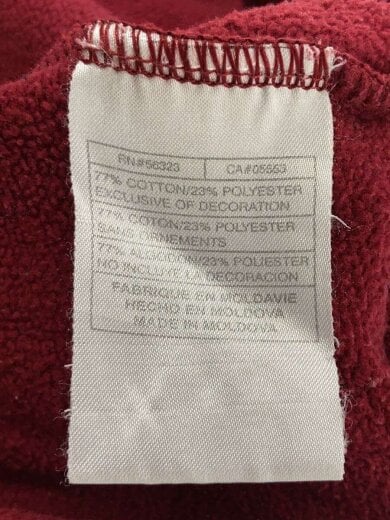 RN#56323 CA#05553
77% COTTON/23% POLYESTER
EXCLUSIVE OF DECORATION
77% COTON/23% POLYESTER
SANS ORNEMENTS
77% ALGODON/23% POLIESTER
NO INCLUYE LA DECORACION
FABRIQUE EN MOLDAVIE
HECHO EN MOLDOVA
MADE IN MOLDOVA